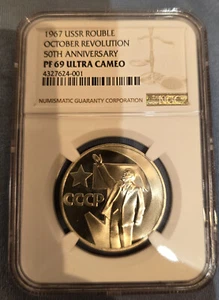 1967 USSR ROUBLE
OCTOBER REVOLUTION
50TH ANNIVERSARY
PF 69 ULTRA CAMEO
4327624-001
NUMISMATIC GUARANTY CORPORATION
NGC
СССР